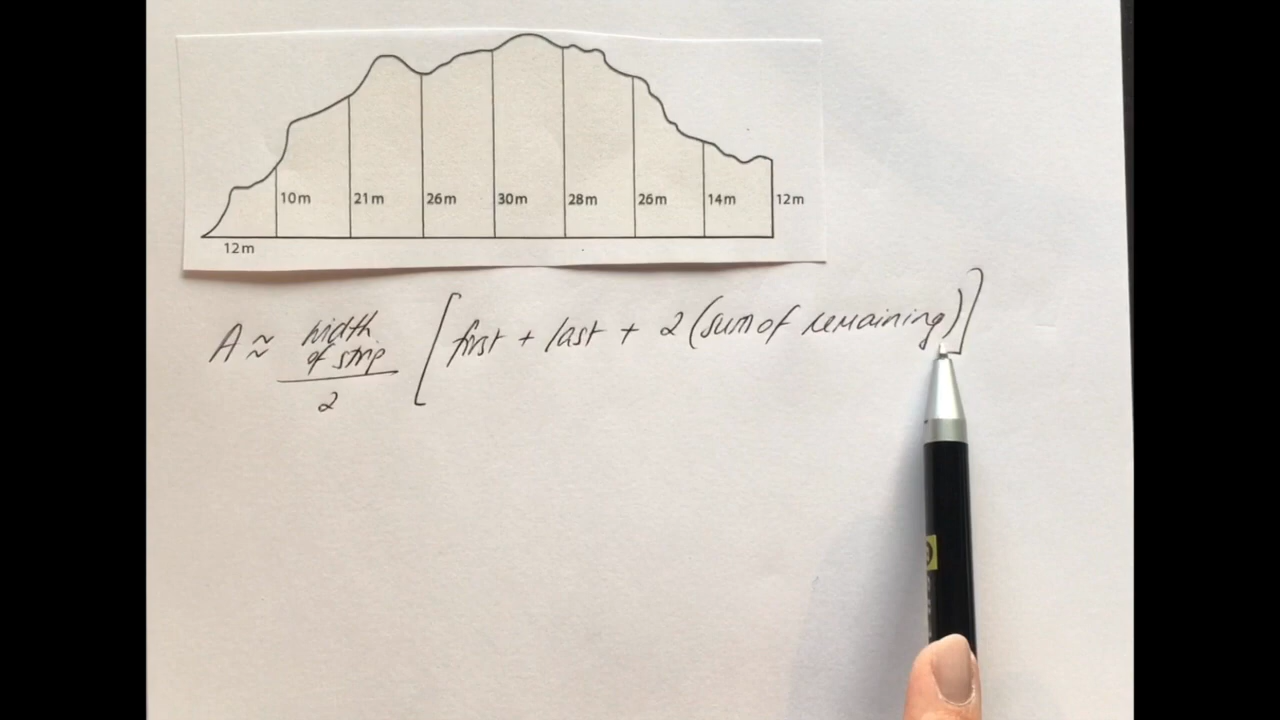 10m 21m 26m 30m 28m 26m 14m 12m
12m
A ≈ width of strip / 2 [first + last + 2 (sum of remaining)]